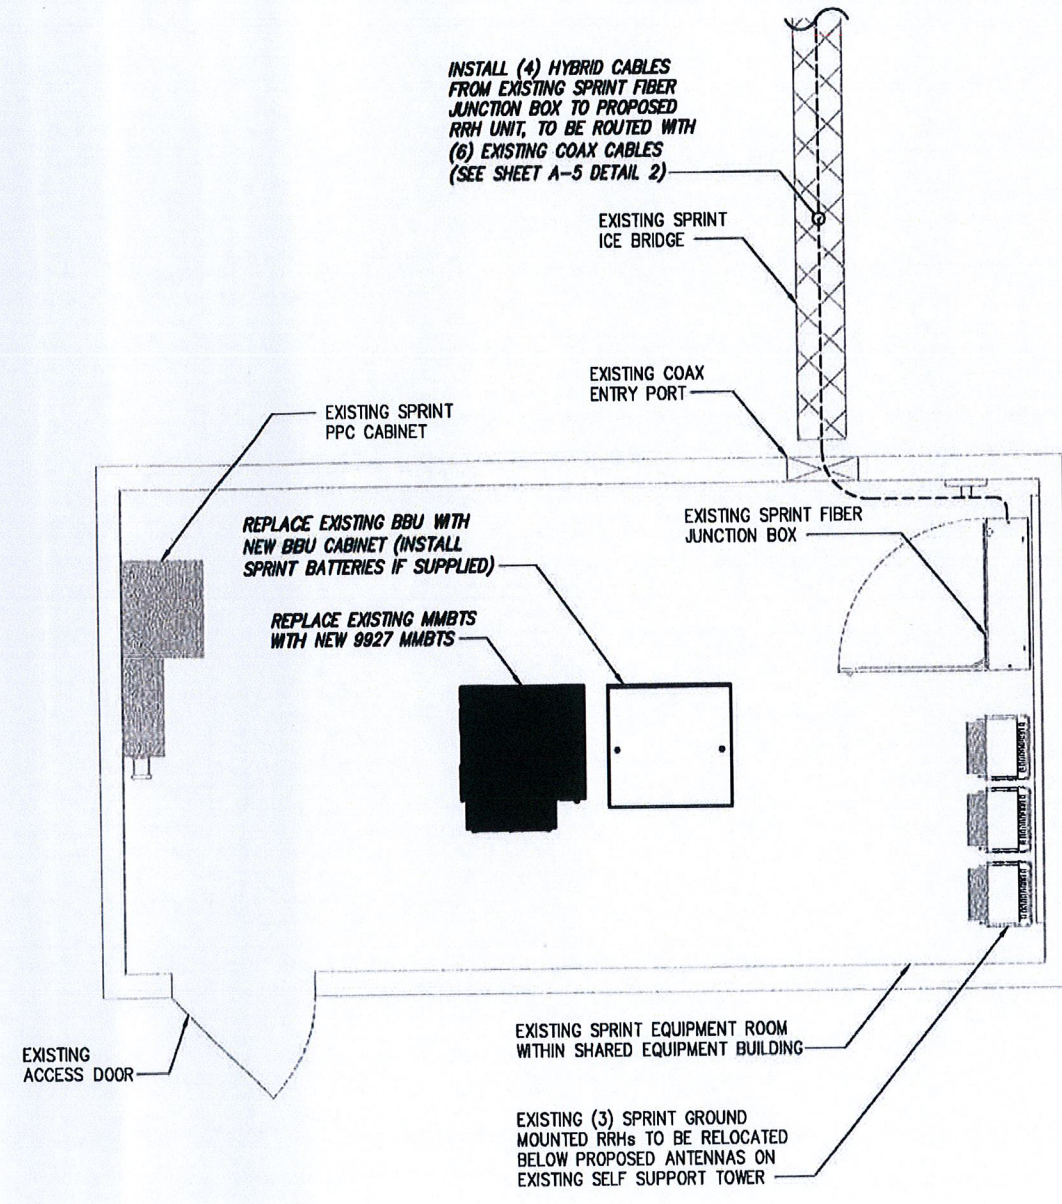 INSTALL (4) HYBRID CABLES
FROM EXISTING SPRINT FIBER
JUNCTION BOX TO PROPOSED
RRH UNIT, TO BE ROUTED WITH
(6) EXISTING COAX CABLES
(SEE SHEET A-5 DETAIL 2)
EXISTING SPRINT
ICE BRIDGE
EXISTING COAX
ENTRY PORT
EXISTING SPRINT
PPC CABINET
REPLACE EXISTING BBU WITH
NEW BBU CABINET (INSTALL
SPRINT BATTERIES IF SUPPLIED)
EXISTING SPRINT FIBER
JUNCTION BOX
REPLACE EXISTING MMBTS
WITH NEW 9927 MMBTS
EXISTING SPRINT EQUIPMENT ROOM
WITHIN SHARED EQUIPMENT BUILDING
EXISTING
ACCESS DOOR
EXISTING (3) SPRINT GROUND
MOUNTED RRHs TO BE RELOCATED
BELOW PROPOSED ANTENNAS ON
EXISTING SELF SUPPORT TOWER